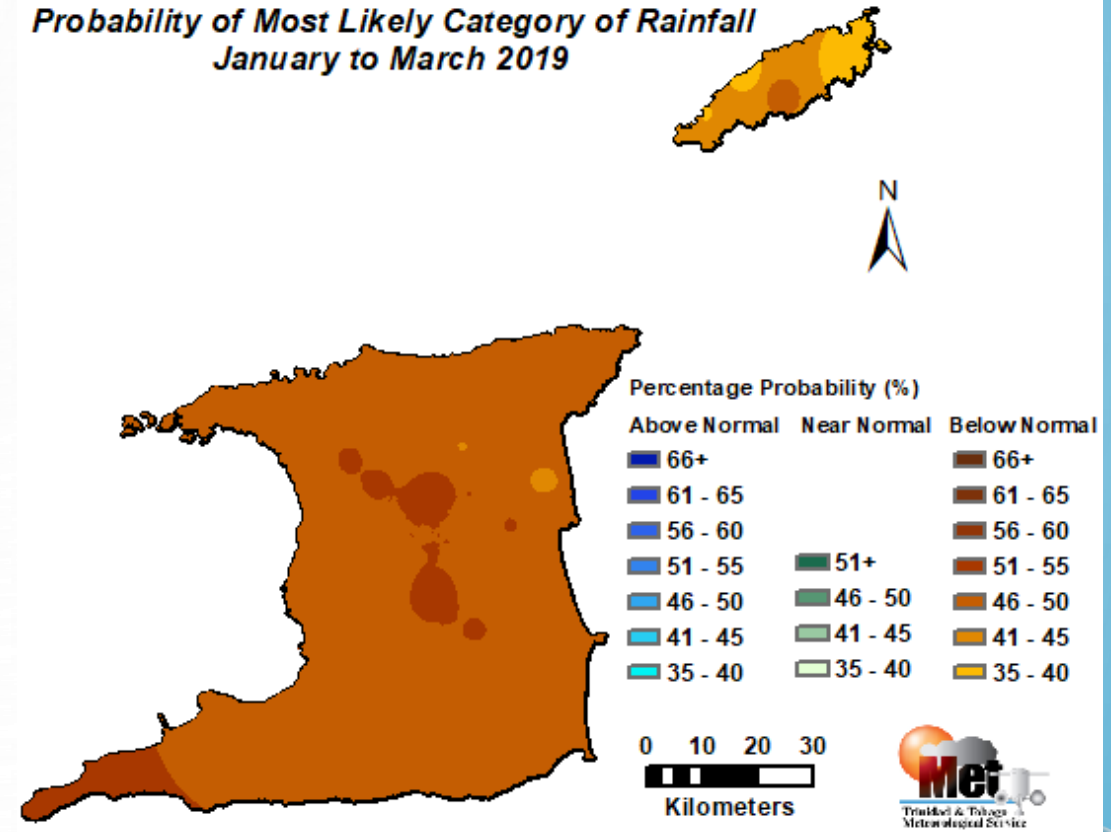 Probability of Most Likely Category of Rainfall
January to March 2019
N
Percentage Probability (%)
Above Normal Near Normal Below Normal
66+ 66+
61 - 65 61 - 65
56 - 60 56 - 60
51 - 55 51+ 51 - 55
46 - 50 46 - 50 46 - 50
41 - 45 41 - 45 41 - 45
35 - 40 35 - 40 35 - 40
0 10 20 30
Kilometers
Met
Trinidad & Tobago
Meteorological Service